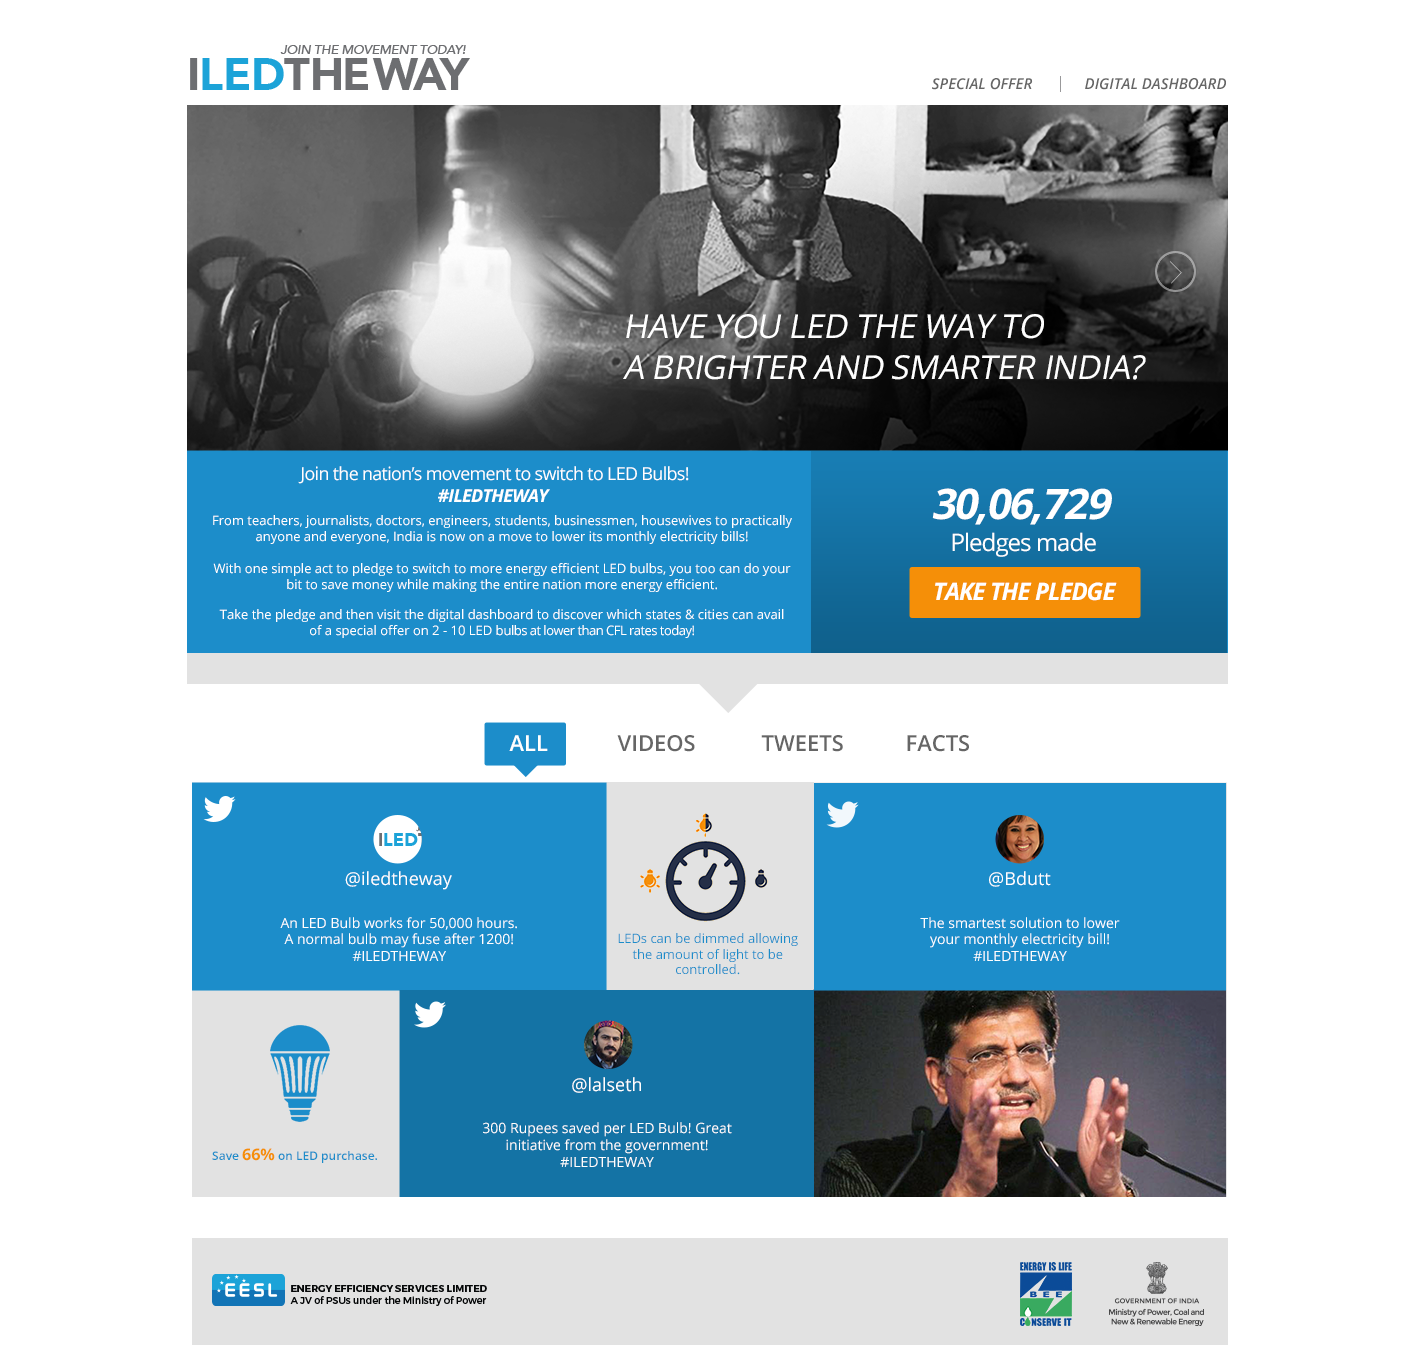 JOIN THE MOVEMENT TODAY!
ILEDTHEWAY
SPECIAL OFFER
DIGITAL DASHBOARD
HAVE YOU LED THE WAY TO
A BRIGHTER AND SMARTER INDIA?
Join the nation's movement to switch to LED Bulbs!
#ILEDTHEWAY
From teachers, journalists, doctors, engineers, students, businessmen, housewives to practically
anyone and everyone, India is now on a move to lower its monthly electricity bills!
With one simple act to pledge to switch to more energy efficient LED bulbs, you too can do your
bit to save money while making the entire nation more energy efficient.
Take the pledge and then visit the digital dashboard to discover which states & cities can avail
of a special offer on 2 - 10 LED bulbs at lower than CFL rates today!
30,06,729
Pledges made
TAKE THE PLEDGE
ALL
VIDEOS
TWEETS
FACTS
ILED
@iledtheway
An LED Bulb works for 50,000 hours.
A normal bulb may fuse after 1200!
#ILEDTHEWAY
LEDs can be dimmed allowing
the amount of light to be
controlled.
@Bdutt
The smartest solution to lower
your monthly electricity bill!
#ILEDTHEWAY
Save 66% on LED purchase.
@lalseth
300 Rupees saved per LED Bulb! Great
initiative from the government!
#ILEDTHEWAY
EESL
ENERGY EFFICIENCY SERVICES LIMITED
A JV of PSUs under the Ministry of Power
ENERGY IS LIFE
BEE
CONSERVE IT
GOVERNMENT OF INDIA
Ministry of Power, Coal and
New & Renewable Energy